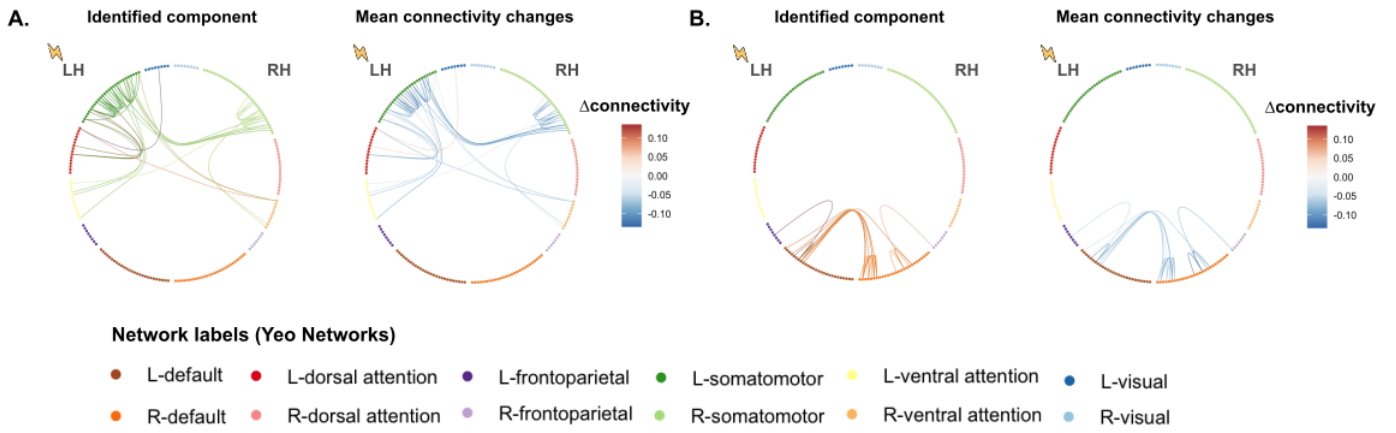 A. Identified component Mean connectivity changes B. Identified component Mean connectivity changes
LH RH LH RH LH RH LH RH
Δconnectivity Δconnectivity
0.10 0.10
0.05 0.05
0.00 0.00
-0.05 -0.05
-0.10 -0.10
Network labels (Yeo Networks)
L-default L-dorsal attention L-frontoparietal L-somatomotor L-ventral attention L-visual
R-default R-dorsal attention R-frontoparietal R-somatomotor R-ventral attention R-visual